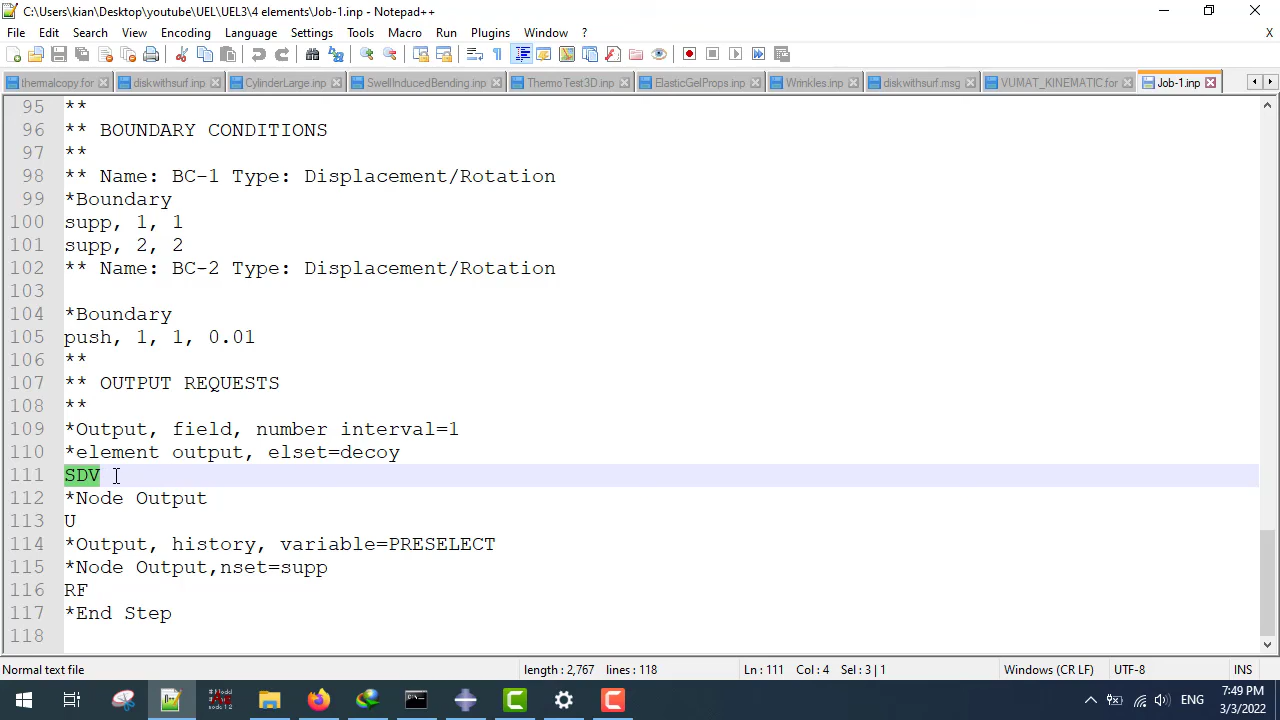 C:\Users\kian\Desktop\youtube\UEL\UEL3\4 elements\Job-1.inp - Notepad++
File Edit Search View Encoding Language Settings Tools Macro Run Plugins Window ? X
thermalcopy.for diskwithsurf.inp CylinderLarge.inp SwellInducedBending.inp ThermoTest3D.inp ElasticGelProps.inp Wrinkles.inp diskwithsurf.msg VUMAT_KINEMATIC.for Job-1.inp
95 **
96 ** BOUNDARY CONDITIONS
97 **
98 ** Name: BC-1 Type: Displacement/Rotation
99 *Boundary
100 supp, 1, 1
101 supp, 2, 2
102 ** Name: BC-2 Type: Displacement/Rotation
103
104 *Boundary
105 push, 1, 1, 0.01
106 **
107 ** OUTPUT REQUESTS
108 **
109 *Output, field, number interval=1
110 *element output, elset=decoy
111 SDV
112 *Node Output
113 U
114 *Output, history, variable=PRESELECT
115 *Node Output,nset=supp
116 RF
117 *End Step
118
Normal text file length : 2,767 lines : 118 Ln : 111 Col : 4 Sel : 3 | 1 Windows (CR LF) UTF-8 INS
ENG
7:49 PM
3/3/2022